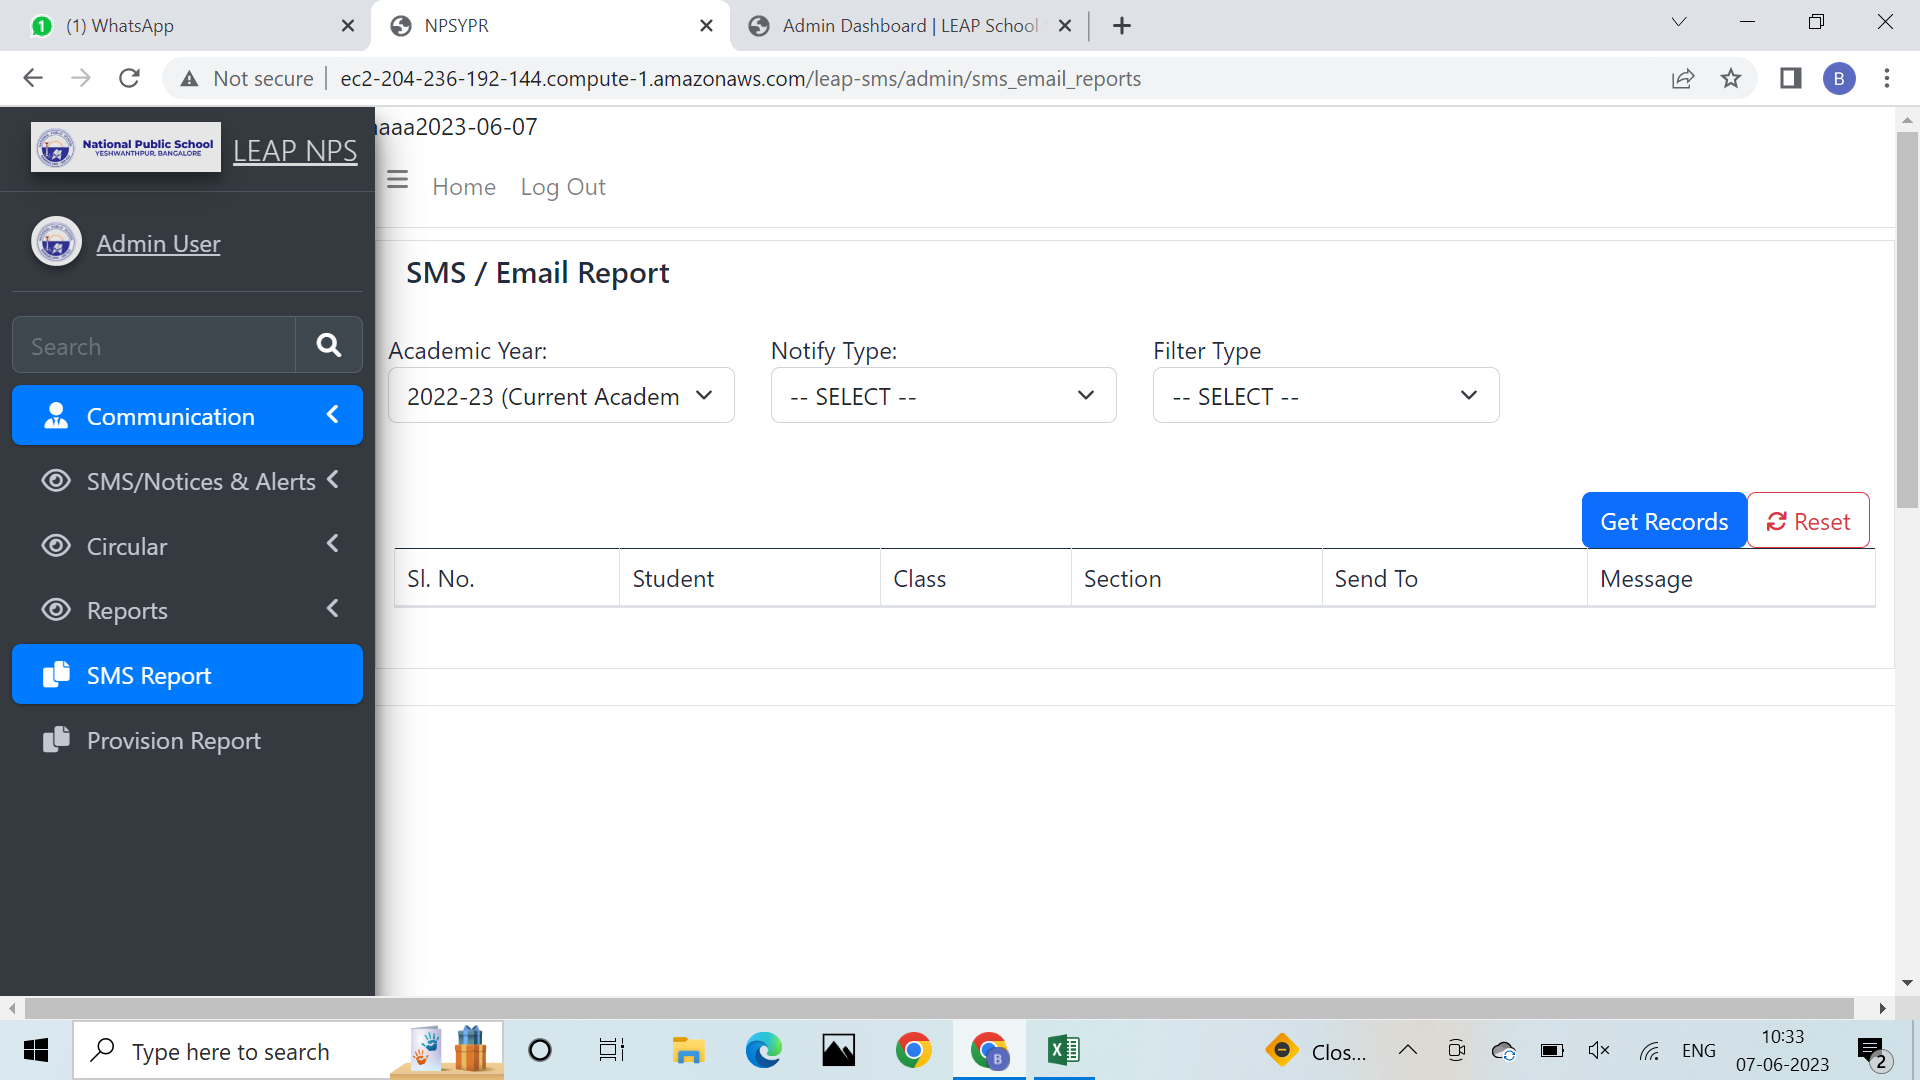 (1) WhatsApp
NPSYPR
Admin Dashboard | LEAP School
Not secure
ec2-204-236-192-144.compute-1.amazonaws.com/leap-sms/admin/sms_email_reports
B
National Public School
YESHWANTHPUR, BANGALORE
LEAP NPS
aaa2023-06-07
Home
Log Out
Admin User
Search
Communication
SMS/Notices & Alerts
Circular
Reports
SMS Report
Provision Report
SMS / Email Report
Academic Year:
Notify Type:
Filter Type
2022-23 (Current Academ
-- SELECT --
-- SELECT --
Get Records
Reset
Sl. No.
Student
Class
Section
Send To
Message
Type here to search
B
Clos...
ENG
10:33
07-06-2023
2